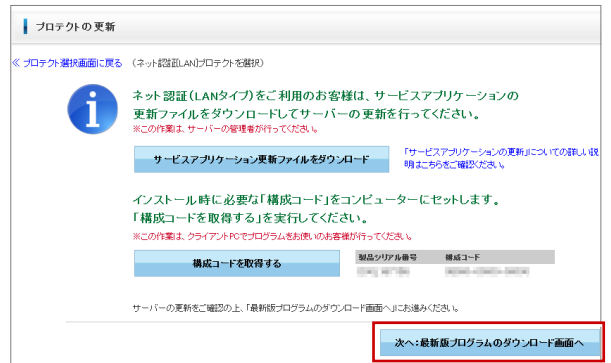 プロテクトの更新
≪ プロテクト選択画面に戻る （ネット認証[LAN]プロテクトを選択）
ネット認証（LANタイプ）をご利用のお客様は、サービスアプリケーションの
更新ファイルをダウンロードしてサーバーの更新を行ってください。
※この作業は、サーバーの管理者が行ってください。
サービスアプリケーション更新ファイルをダウンロード
「サービスアプリケーションの更新」についての詳しい説
明はこちらをご確認ください。
インストール時に必要な「構成コード」をコンピューターにセットします。
「構成コードを取得する」を実行してください。
※この作業は、クライアントPCでプログラムをお使いのお客様が行ってください。
構成コードを取得する
製品シリアル番号 構成コード
サーバーの更新をご確認の上、「最新版プログラムのダウンロード画面へ」にお進みください。
次へ：最新版プログラムのダウンロード画面へ